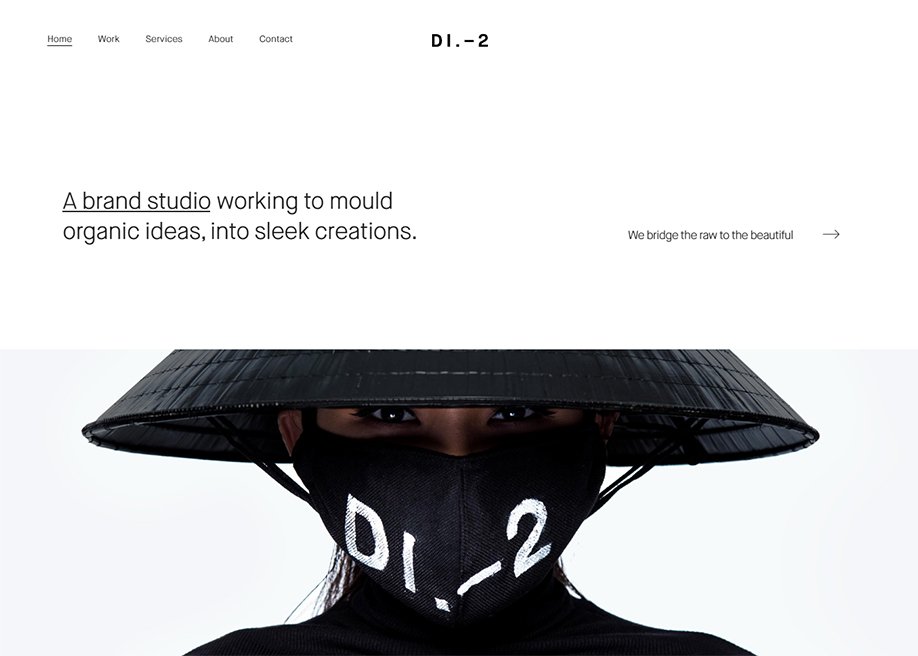 Home
Work
Services
About
Contact
DI.–2
A brand studio working to mould
organic ideas, into sleek creations.
We bridge the raw to the beautiful
DI.–2